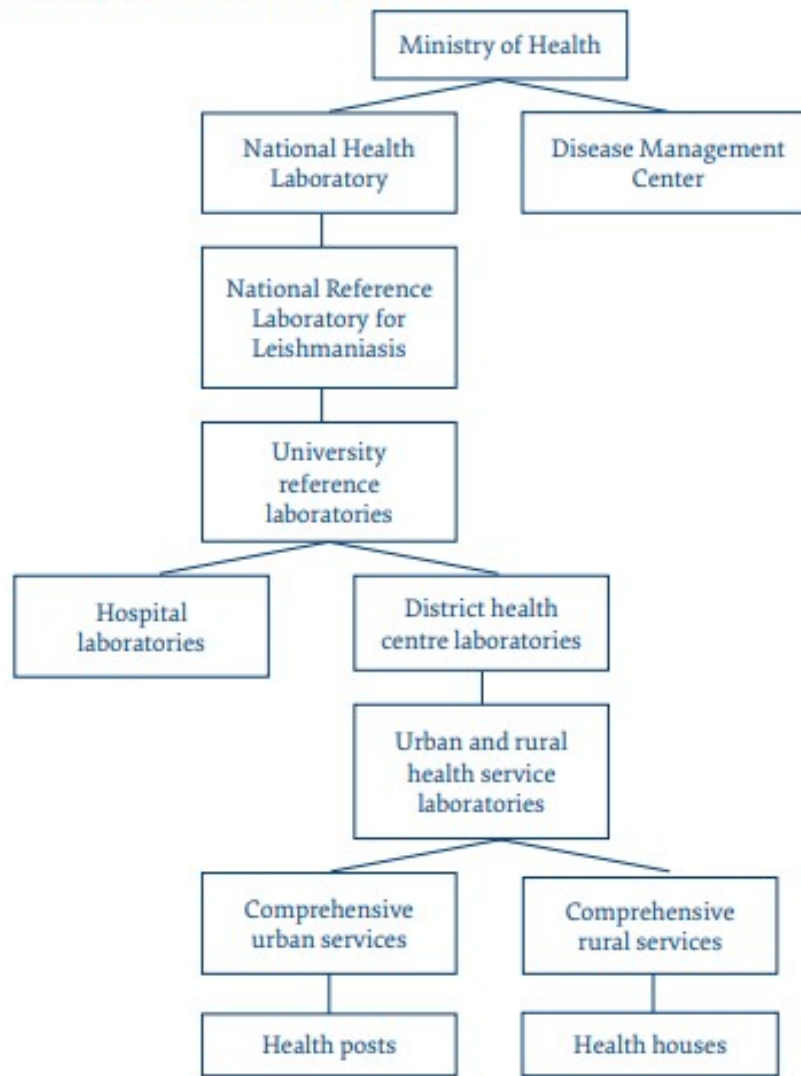 Ministry of Health
National Health
Laboratory
Disease Management
Center
National Reference
Laboratory for
Leishmaniasis
University
reference
laboratories
Hospital
laboratories
District health
centre laboratories
Urban and rural
health service
laboratories
Comprehensive
urban services
Comprehensive
rural services
Health posts
Health houses